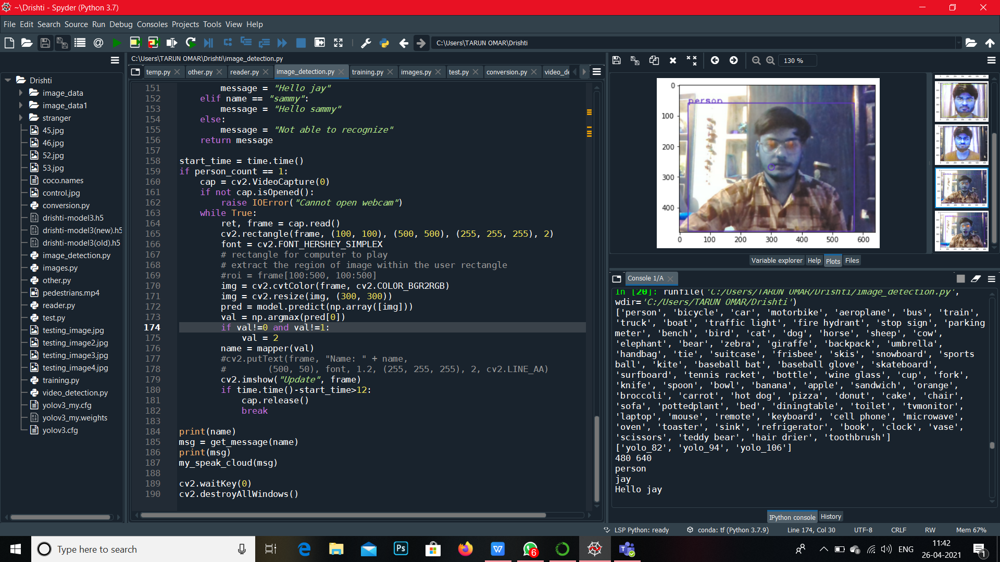 ~\Drishti - Spyder (Python 3.7)
File Edit Search Source Run Debug Consoles Projects Tools View Help
C:\Users\TARUN OMAR\Drishti
C:\Users\TARUN OMAR\Drishti\image_detection.py
temp.py other.py reader.py image_detection.py training.py images.py test.py conversion.py video_de
Drishti
image_data
image_data1
stranger
45.jpg
46.jpg
52.jpg
53.jpg
coco.names
control.jpg
conversion.py
drishti-model3.h5
drishti-model3(new).h5
drishti-model3(old).h5
image_detection.py
images.py
other.py
pedestrians.mp4
reader.py
test.py
testing_image.jpg
testing_image2.jpg
testing_image3.jpg
testing_image4.jpg
training.py
video_detection.py
yolov3_my.cfg
yolov3_my.weights
yolov3.cfg
151 message = "Hello jay"
152 elif name == "sammy":
153 message = "Hello sammy"
154 else:
155 message = "Not able to recognize"
156 return message
157
158 start_time = time.time()
159 if person_count == 1:
160 cap = cv2.VideoCapture(0)
161 if not cap.isOpened():
162 raise IOError("Cannot open webcam")
163 while True:
164 ret, frame = cap.read()
165 cv2.rectangle(frame, (100, 100), (500, 500), (255, 255, 255), 2)
166 font = cv2.FONT_HERSHEY_SIMPLEX
167 # rectangle for computer to play
168 # extract the region of image within the user rectangle
169 #roi = frame[100:500, 100:500]
170 img = cv2.cvtColor(frame, cv2.COLOR_BGR2RGB)
171 img = cv2.resize(img, (300, 300))
172 pred = model.predict(np.array([img]))
173 val = np.argmax(pred[0])
174 if val!=0 and val!=1:
175 val = 2
176 name = mapper(val)
177 #cv2.putText(frame, "Name: " + name,
178 # (500, 50), font, 1.2, (255, 255, 255), 2, cv2.LINE_AA)
179 cv2.imshow("Update", frame)
180 if time.time()-start_time>12:
181 cap.release()
182 break
183
184 print(name)
185 msg = get_message(name)
186 print(msg)
187 my_speak_cloud(msg)
188
189 cv2.waitKey(0)
190 cv2.destroyAllWindows()
130 %
person
0
100
200
300
400
0 100 200 300 400 500 600
Variable explorer Help Plots Files
Console 1/A
In [20]: runfile('C:/Users/TARUN OMAR/Drishti/image_detection.py',
wdir='C:/Users/TARUN OMAR/Drishti')
['person', 'bicycle', 'car', 'motorbike', 'aeroplane', 'bus', 'train',
'truck', 'boat', 'traffic light', 'fire hydrant', 'stop sign', 'parking
meter', 'bench', 'bird', 'cat', 'dog', 'horse', 'sheep', 'cow',
'elephant', 'bear', 'zebra', 'giraffe', 'backpack', 'umbrella',
'handbag', 'tie', 'suitcase', 'frisbee', 'skis', 'snowboard', 'sports
ball', 'kite', 'baseball bat', 'baseball glove', 'skateboard',
'surfboard', 'tennis racket', 'bottle', 'wine glass', 'cup', 'fork',
'knife', 'spoon', 'bowl', 'banana', 'apple', 'sandwich', 'orange',
'broccoli', 'carrot', 'hot dog', 'pizza', 'donut', 'cake', 'chair',
'sofa', 'pottedplant', 'bed', 'diningtable', 'toilet', 'tvmonitor',
'laptop', 'mouse', 'remote', 'keyboard', 'cell phone', 'microwave',
'oven', 'toaster', 'sink', 'refrigerator', 'book', 'clock', 'vase',
'scissors', 'teddy bear', 'hair drier', 'toothbrush']
['yolo_82', 'yolo_94', 'yolo_106']
480 640
person
jay
Hello jay
IPython console History
LSP Python: ready conda: tf (Python 3.7.9) Line 174, Col 30 UTF-8 CRLF RW Mem 67%
Type here to search
Ps
W
6
ENG
11:42
26-04-2021
1